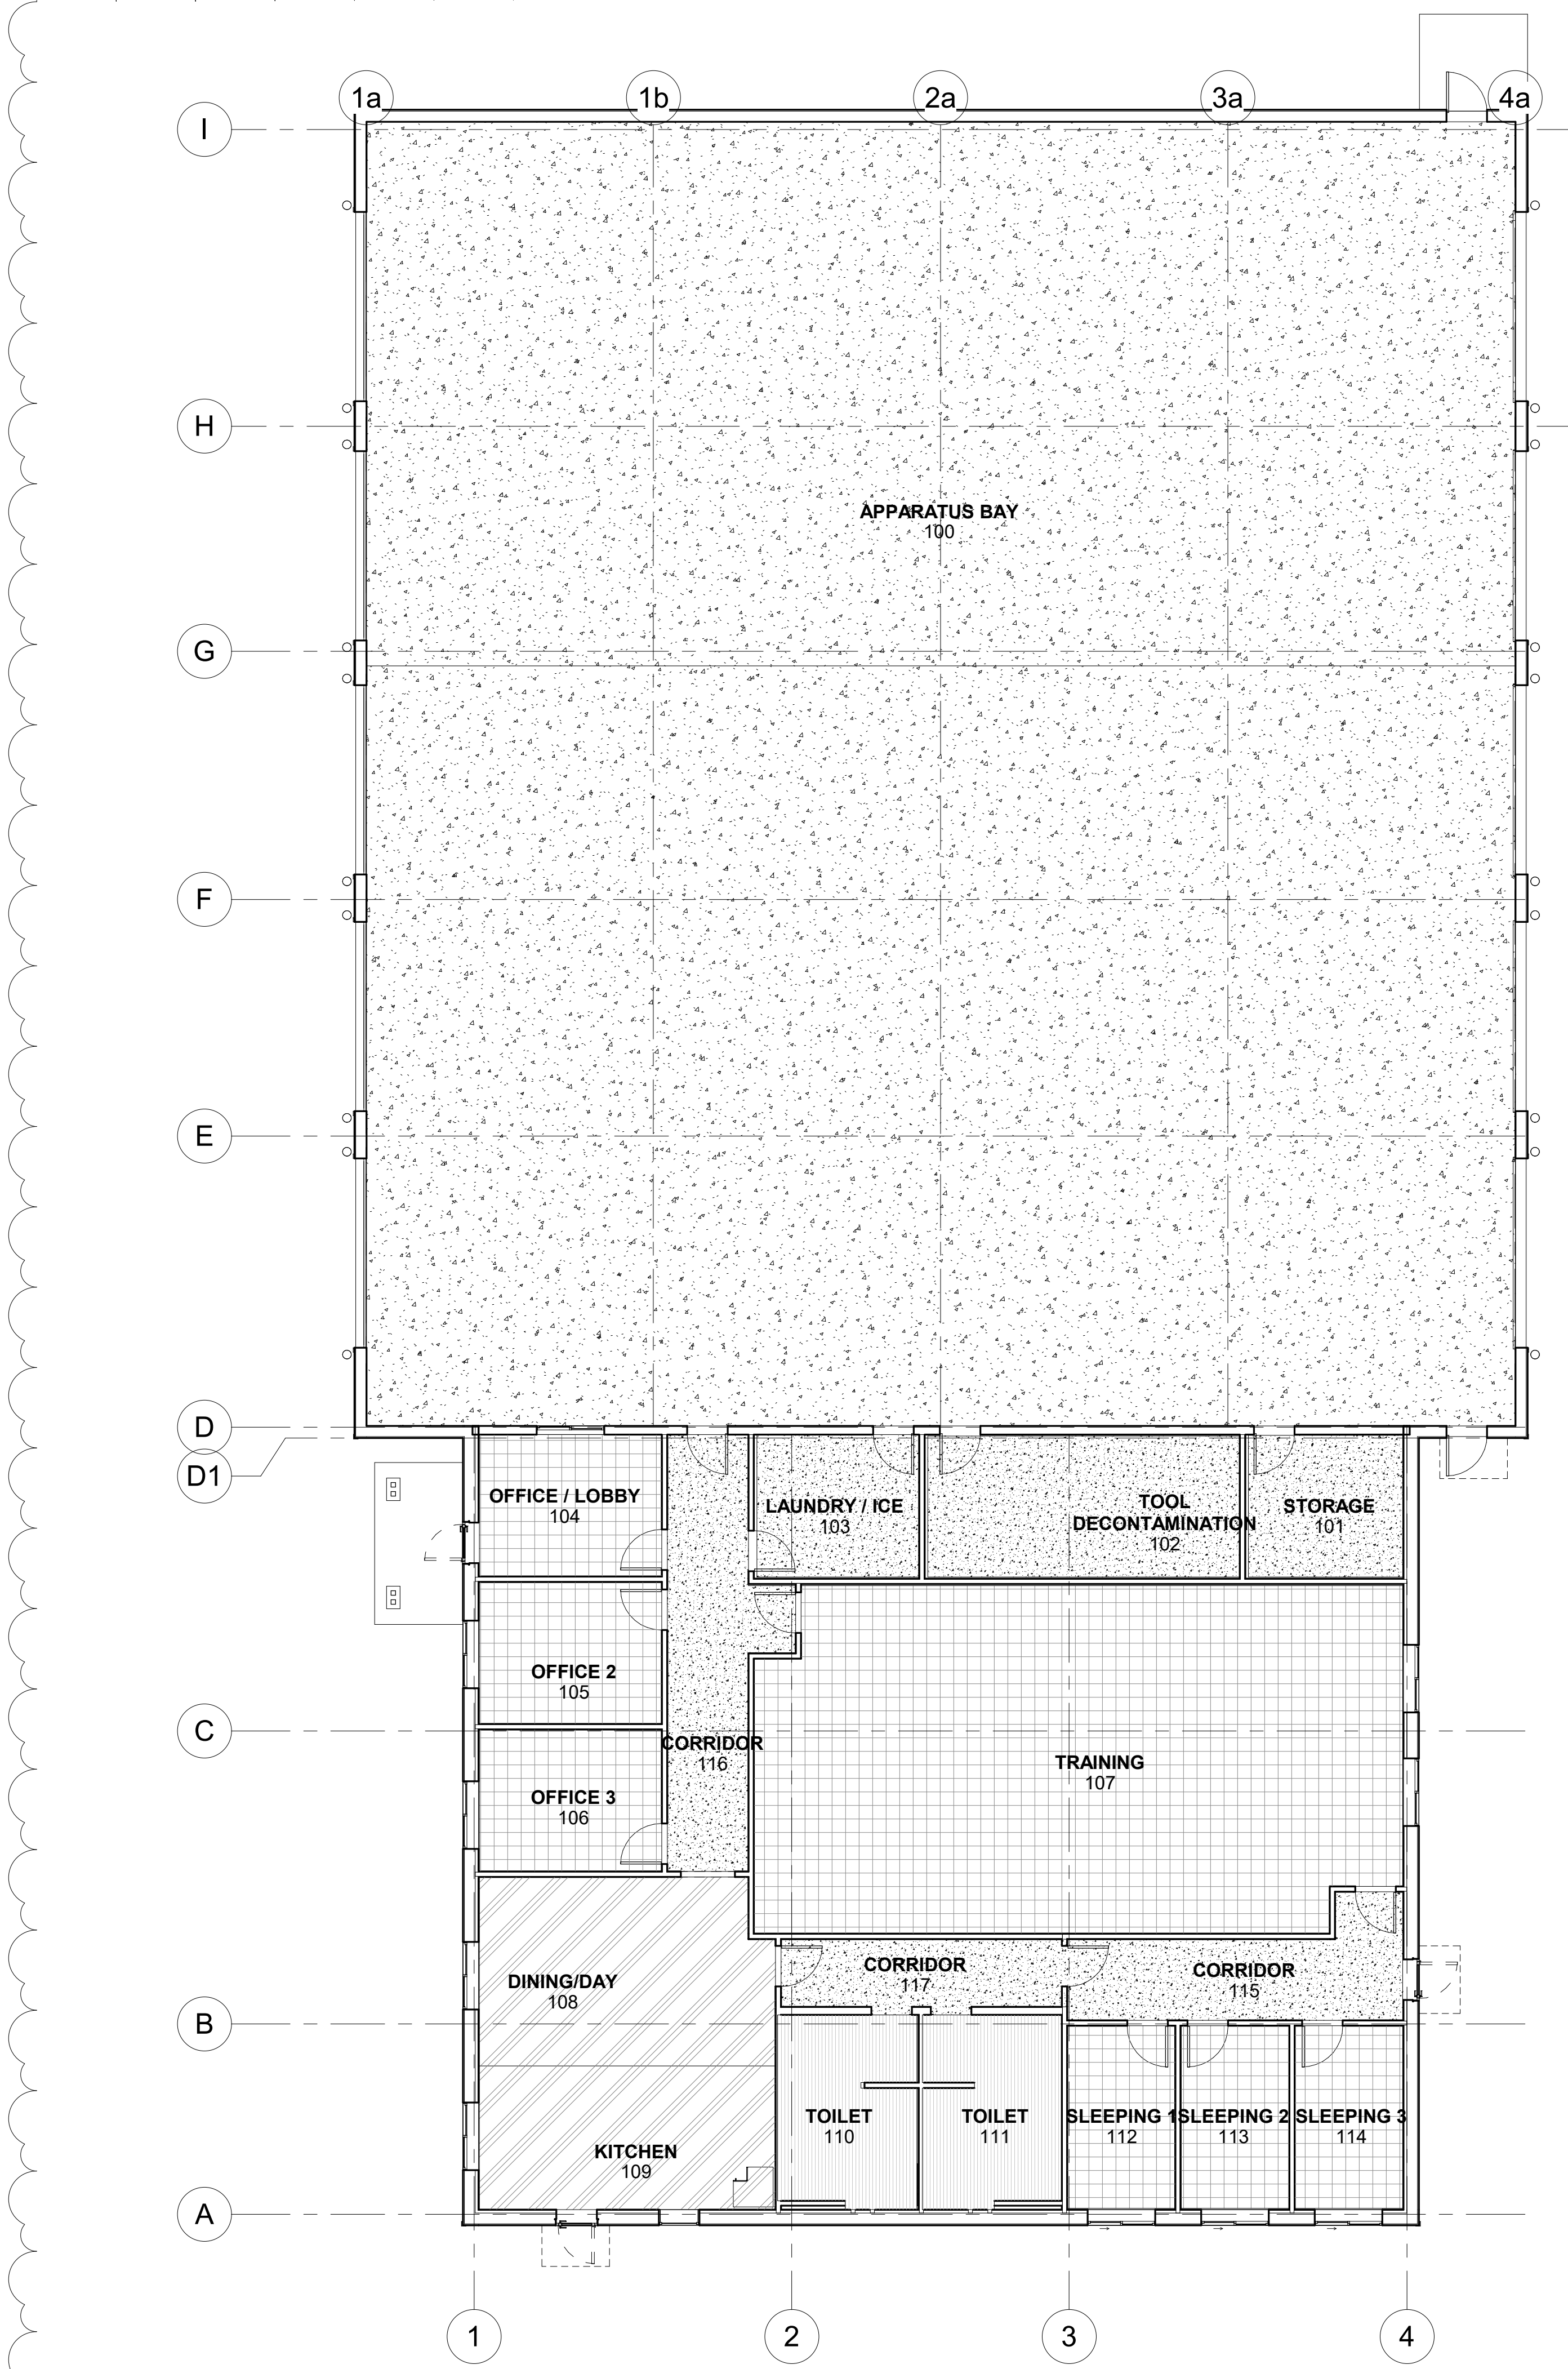 1a
1b
2a
3a
4a
I
H
APPARATUS BAY
100
G
F
E
D
D1
OFFICE / LOBBY
104
LAUNDRY / ICE
103
TOOL
DECONTAMINATION
102
STORAGE
101
OFFICE 2
105
C
CORRIDOR
116
TRAINING
107
OFFICE 3
106
CORRIDOR
117
CORRIDOR
115
DINING/DAY
108
B
TOILET
110
TOILET
111
SLEEPING 1
112
SLEEPING 2
113
SLEEPING 3
114
KITCHEN
109
A
1
2
3
4